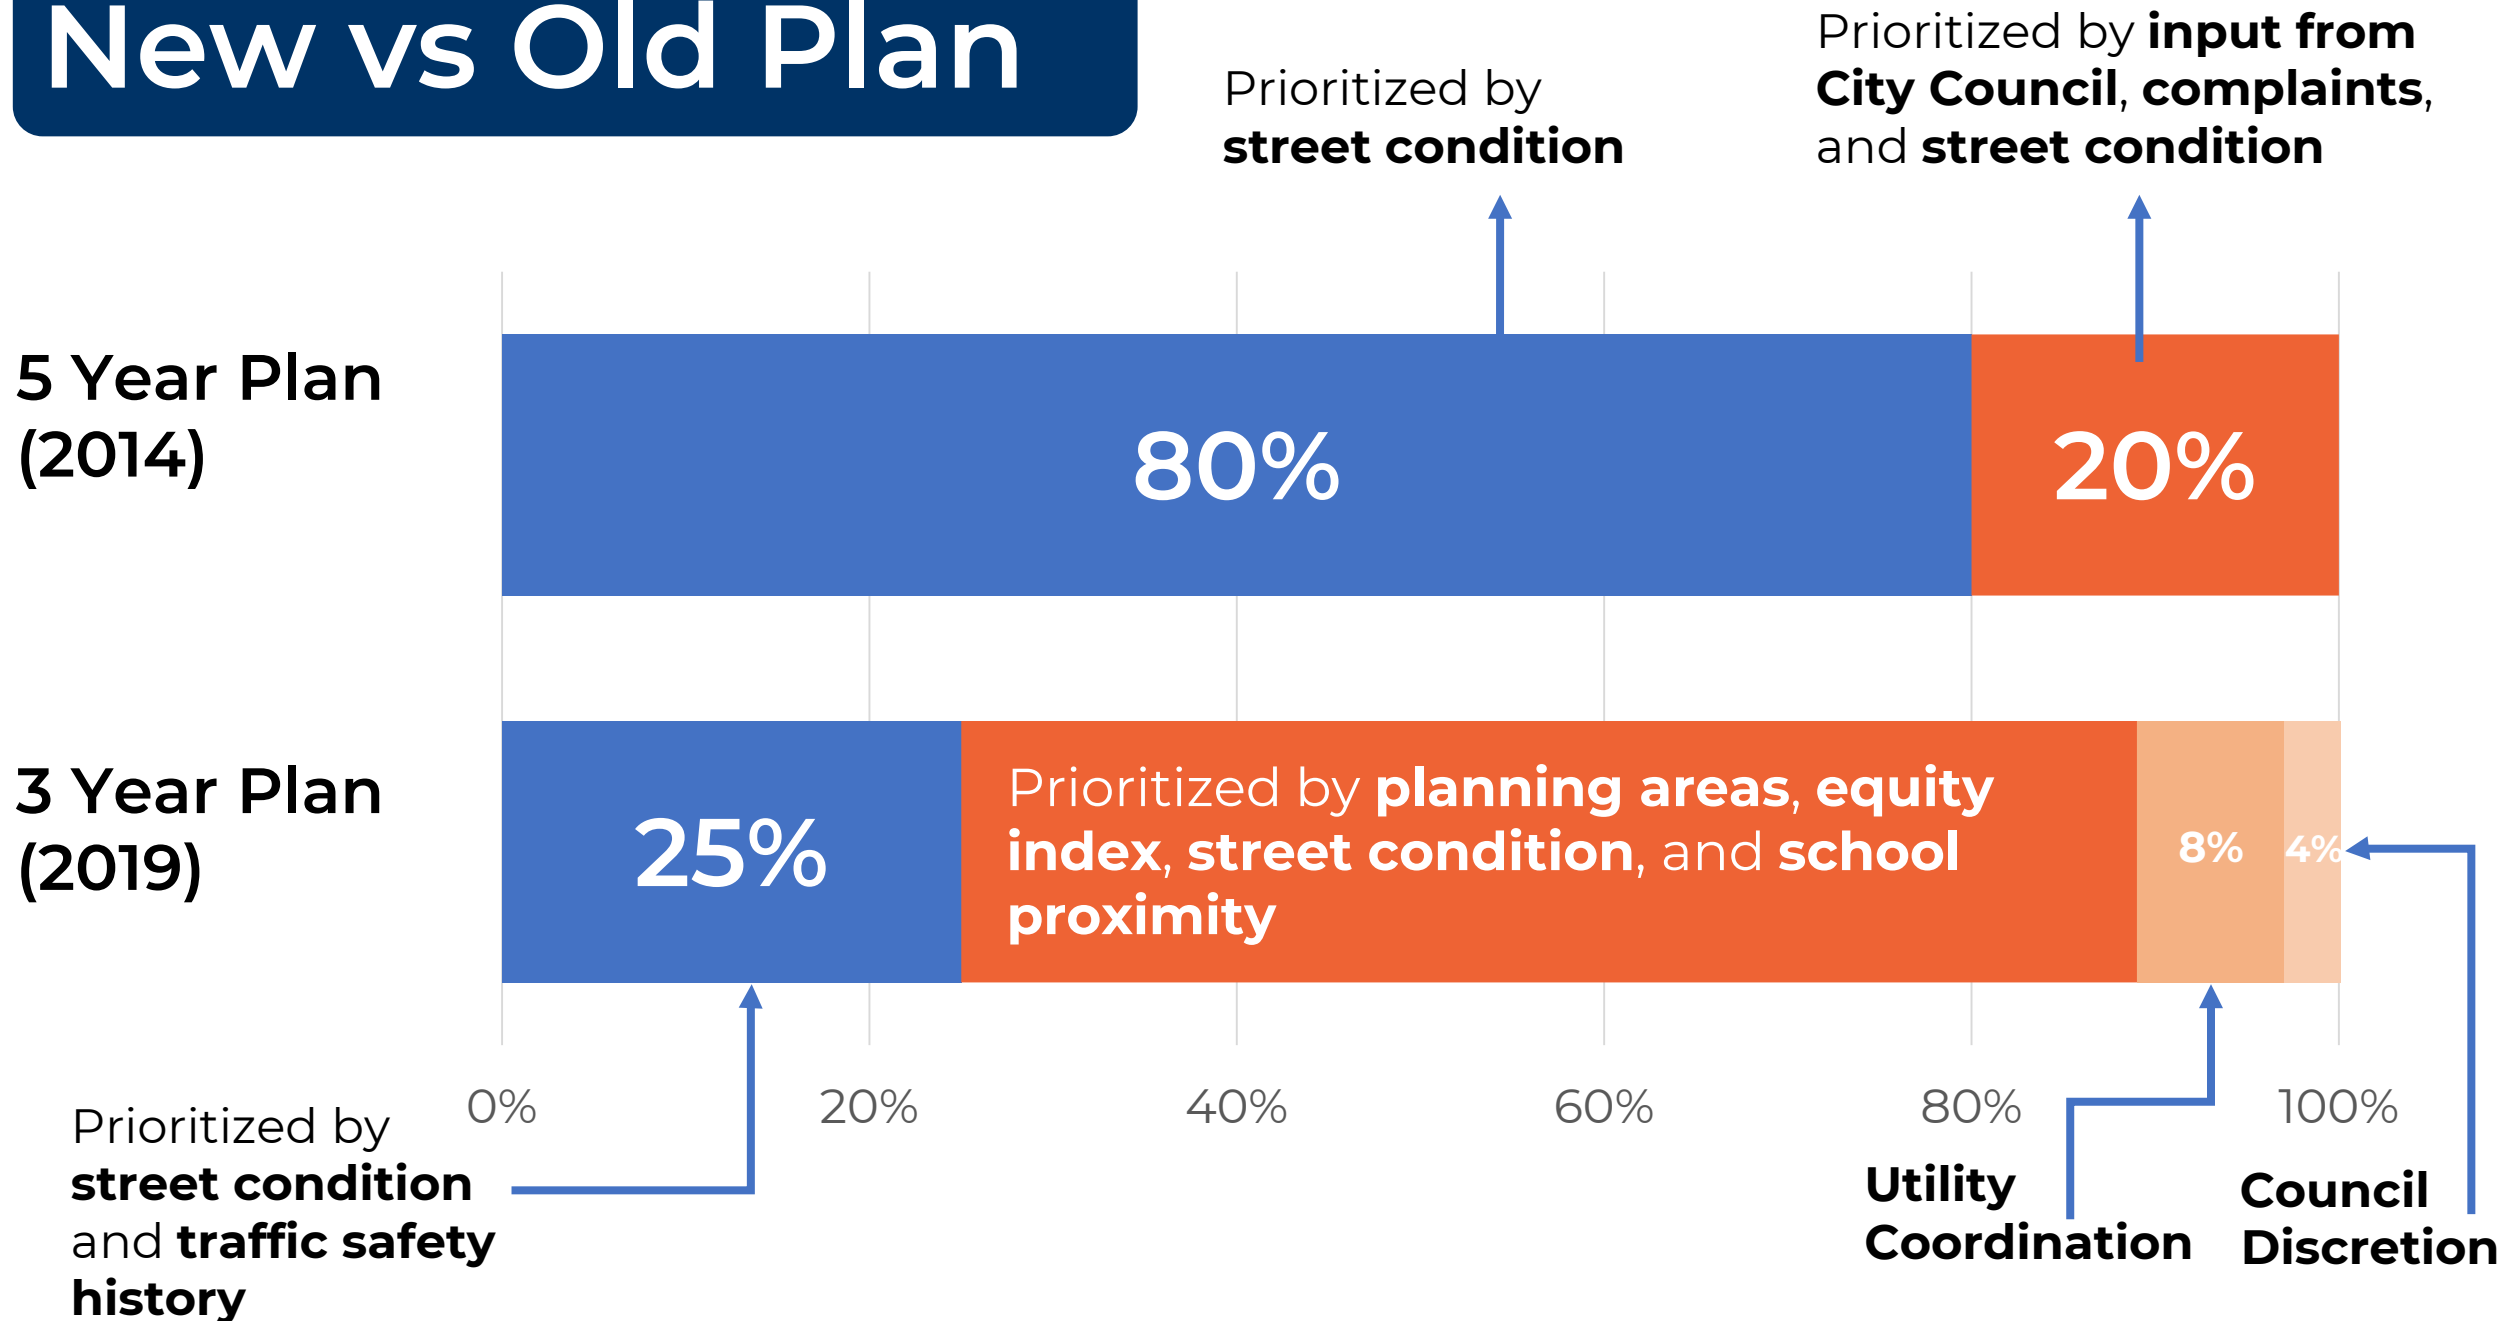 New vs Old Plan
Prioritized by
street condition
Prioritized by input from
City Council, complaints,
and street condition
5 Year Plan
(2014)
80%
20%
3 Year Plan
(2019)
25%
Prioritized by planning areas, equity
index, street condition, and school
proximity
8%
4%
0%
20%
40%
60%
80%
100%
Prioritized by
street condition
and traffic safety
history
Utility
Coordination
Council
Discretion